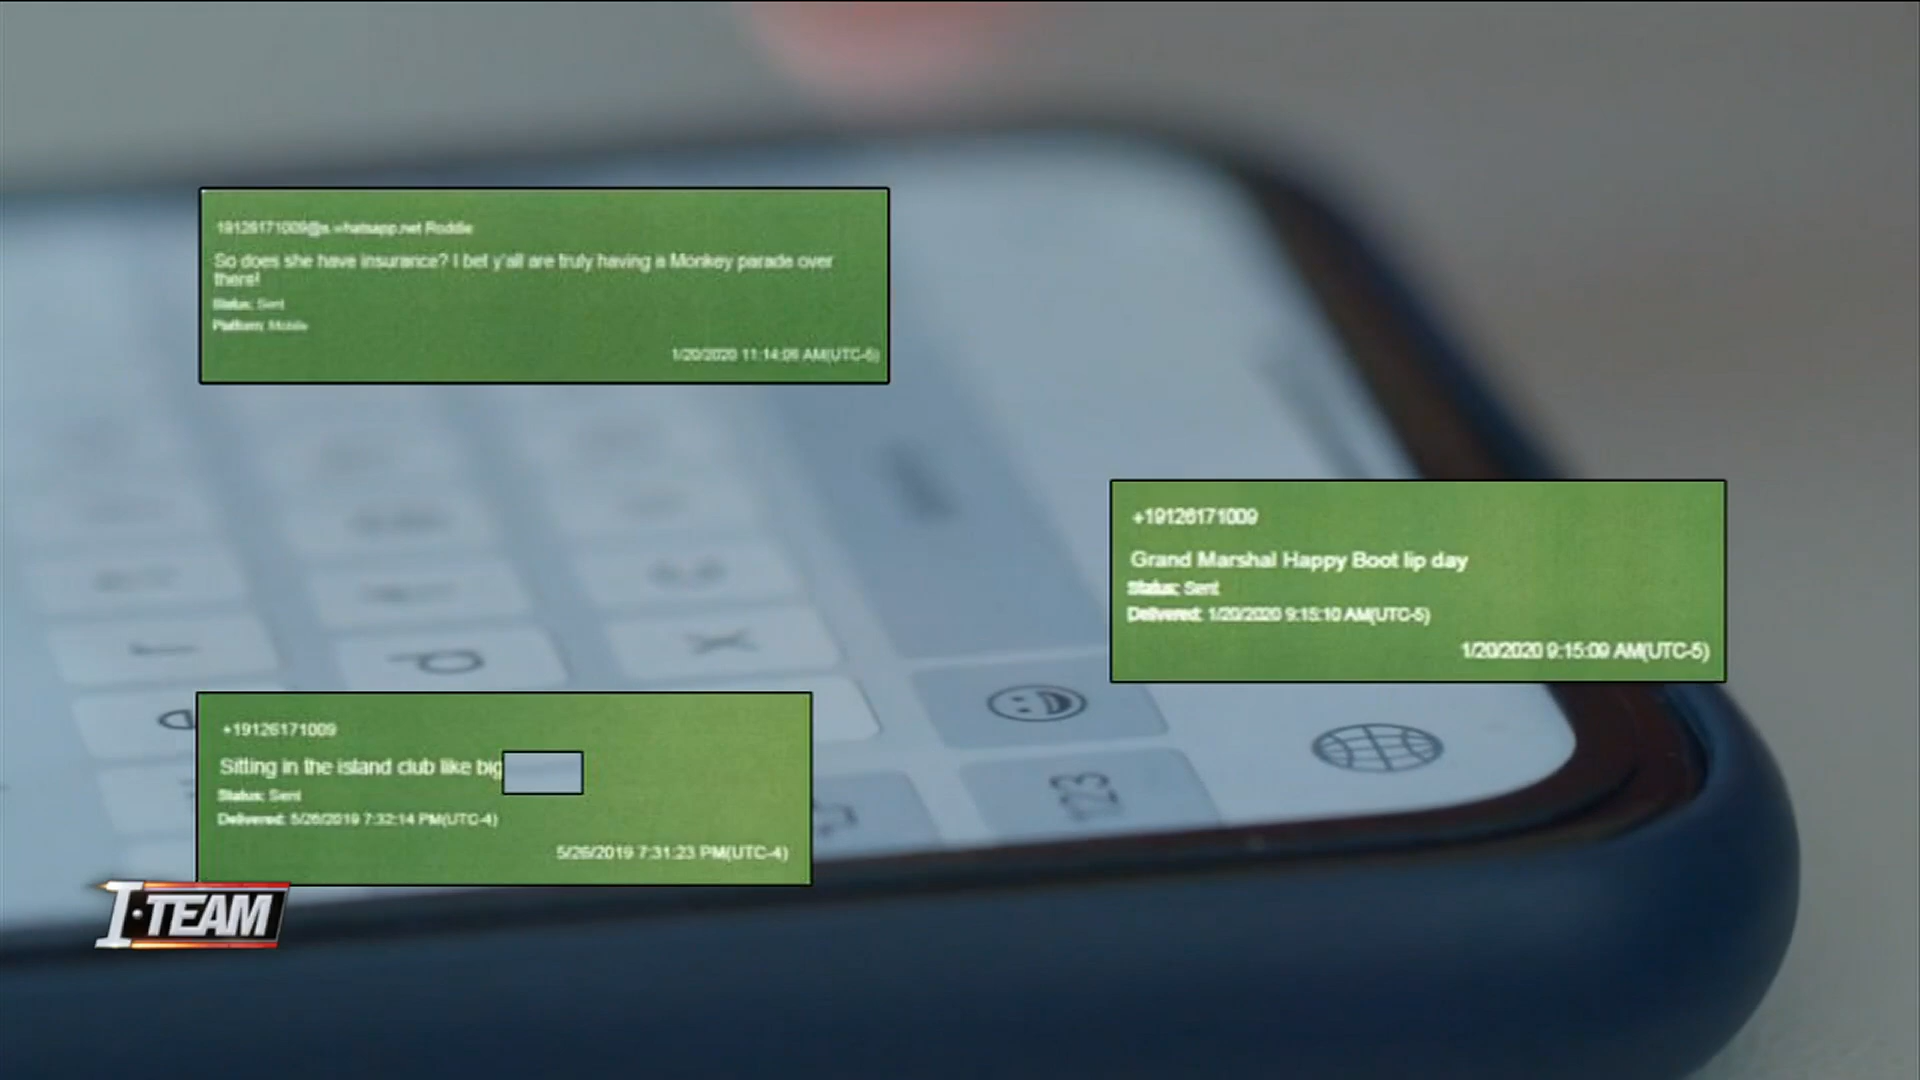 19126171009@s.whatsapp.net Roddie
So does she have insurance? I bet y'all are truly having a Monkey parade over
there!
Status: Sent
Platform: Mobile
1/20/2020 11:14:06 AM(UTC-5)
+19126171009
Grand Marshal Happy Boot lip day
Status: Sent
Delivered: 1/20/2020 9:15:10 AM(UTC-5)
1/20/2020 9:15:09 AM(UTC-5)
+19126171009
Sitting in the island club like big
Status: Sent
Delivered: 5/26/2019 7:32:14 PM(UTC-4)
5/26/2019 7:31:23 PM(UTC-4)
123
I-TEAM